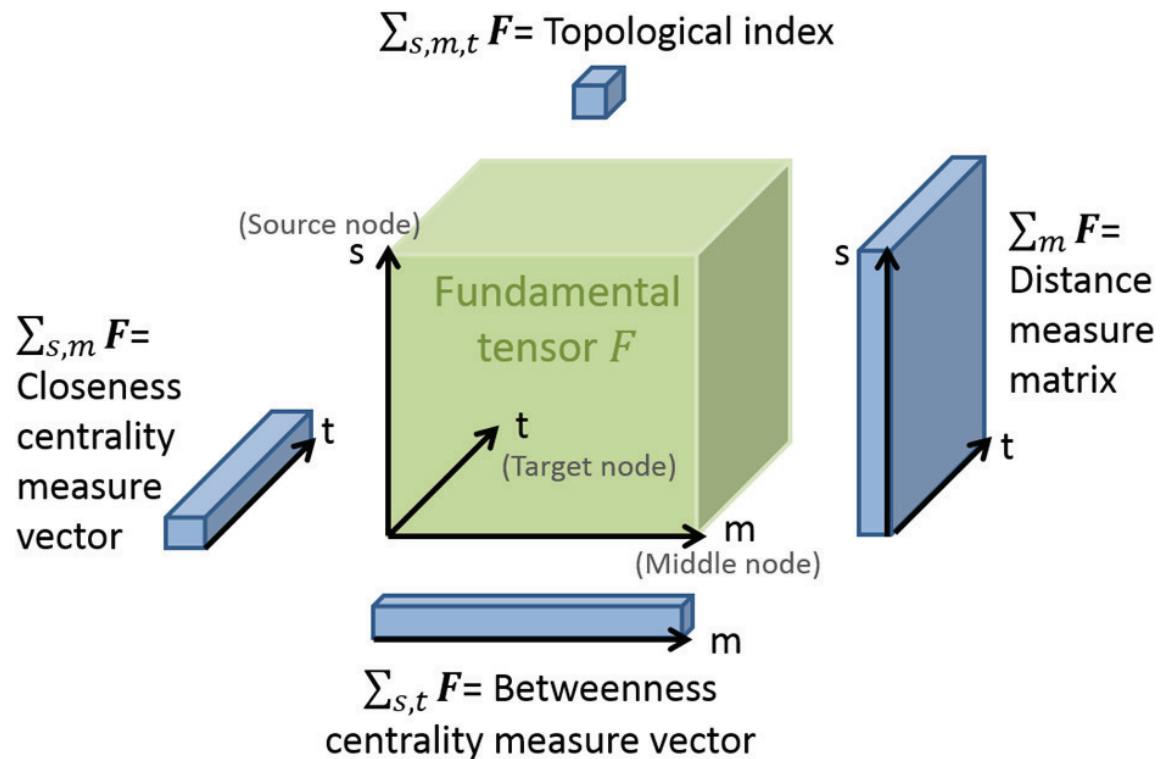 ∑s,m,t F= Topological index
(Source node)
s
Fundamental
tensor F
t
(Target node)
m
(Middle node)
∑s,m F=
Closeness
centrality
measure
vector
t
s
t
∑m F=
Distance
measure
matrix
m
∑s,t F= Betweenness
centrality measure vector